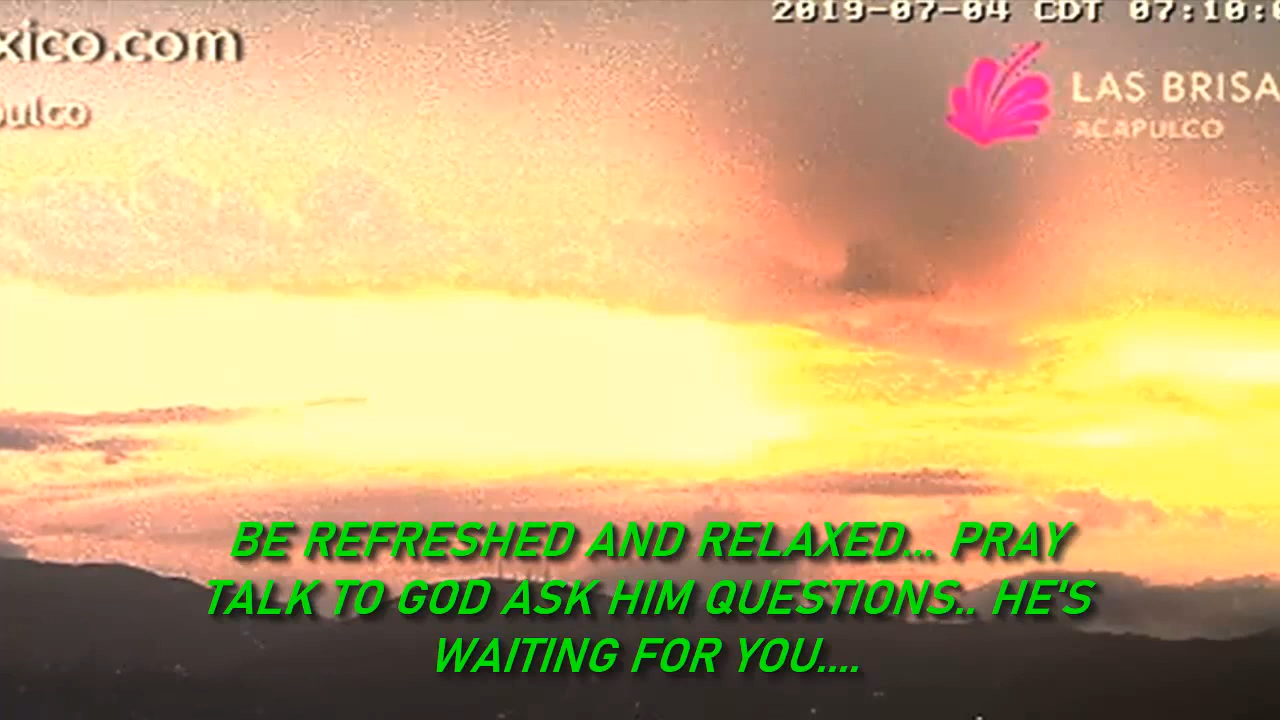 2019-07-04 CDT 07:10:
xico.com
pulco
LAS BRISA
ACAPULCO
BE REFRESHED AND RELAXED... PRAY
TALK TO GOD ASK HIM QUESTIONS.. HE'S
WAITING FOR YOU....